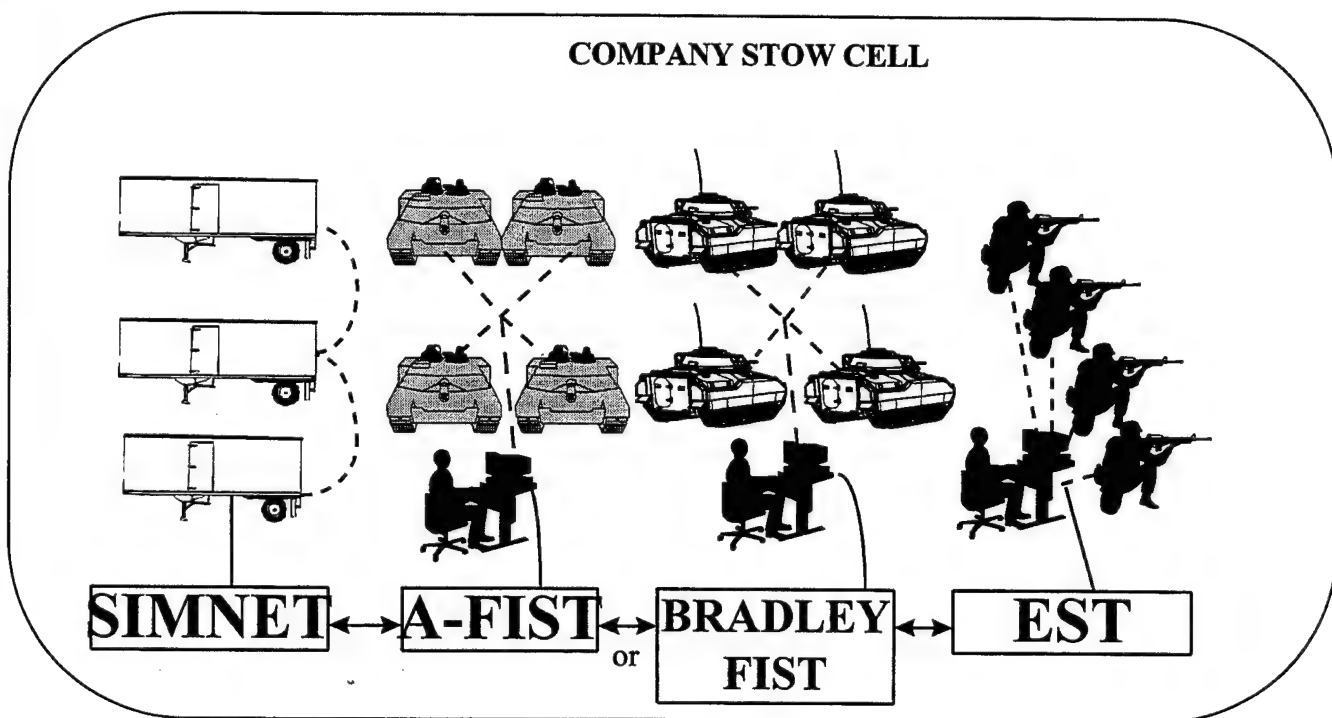 COMPANY STOW CELL
SIMNET
A-FIST
or
BRADLEY
FIST
EST